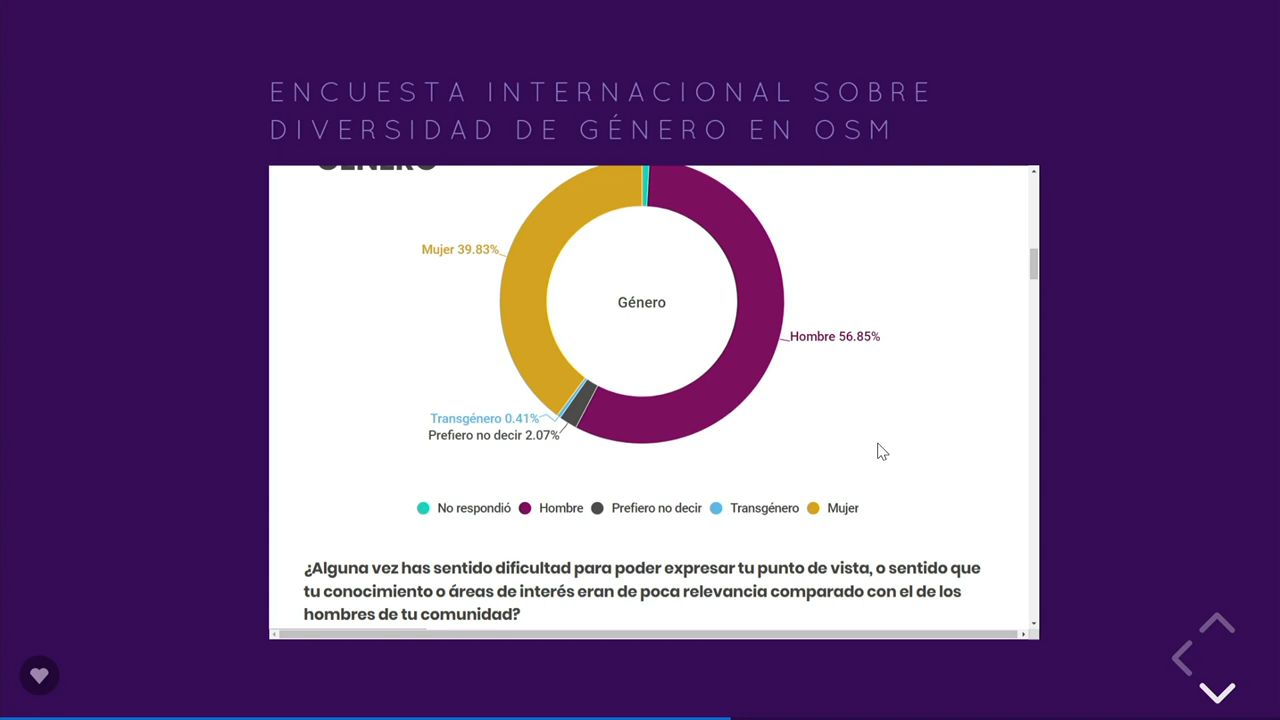 ENCUESTA INTERNACIONAL SOBRE
DIVERSIDAD DE GÉNERO EN OSM
GÉNERO
Mujer 39.83%
Género
Hombre 56.85%
Transgénero 0.41%
Prefiero no decir 2.07%
No respondió Hombre Prefiero no decir Transgénero Mujer
¿Alguna vez has sentido dificultad para poder expresar tu punto de vista, o sentido que
tu conocimiento o áreas de interés eran de poca relevancia comparado con el de los
hombres de tu comunidad?